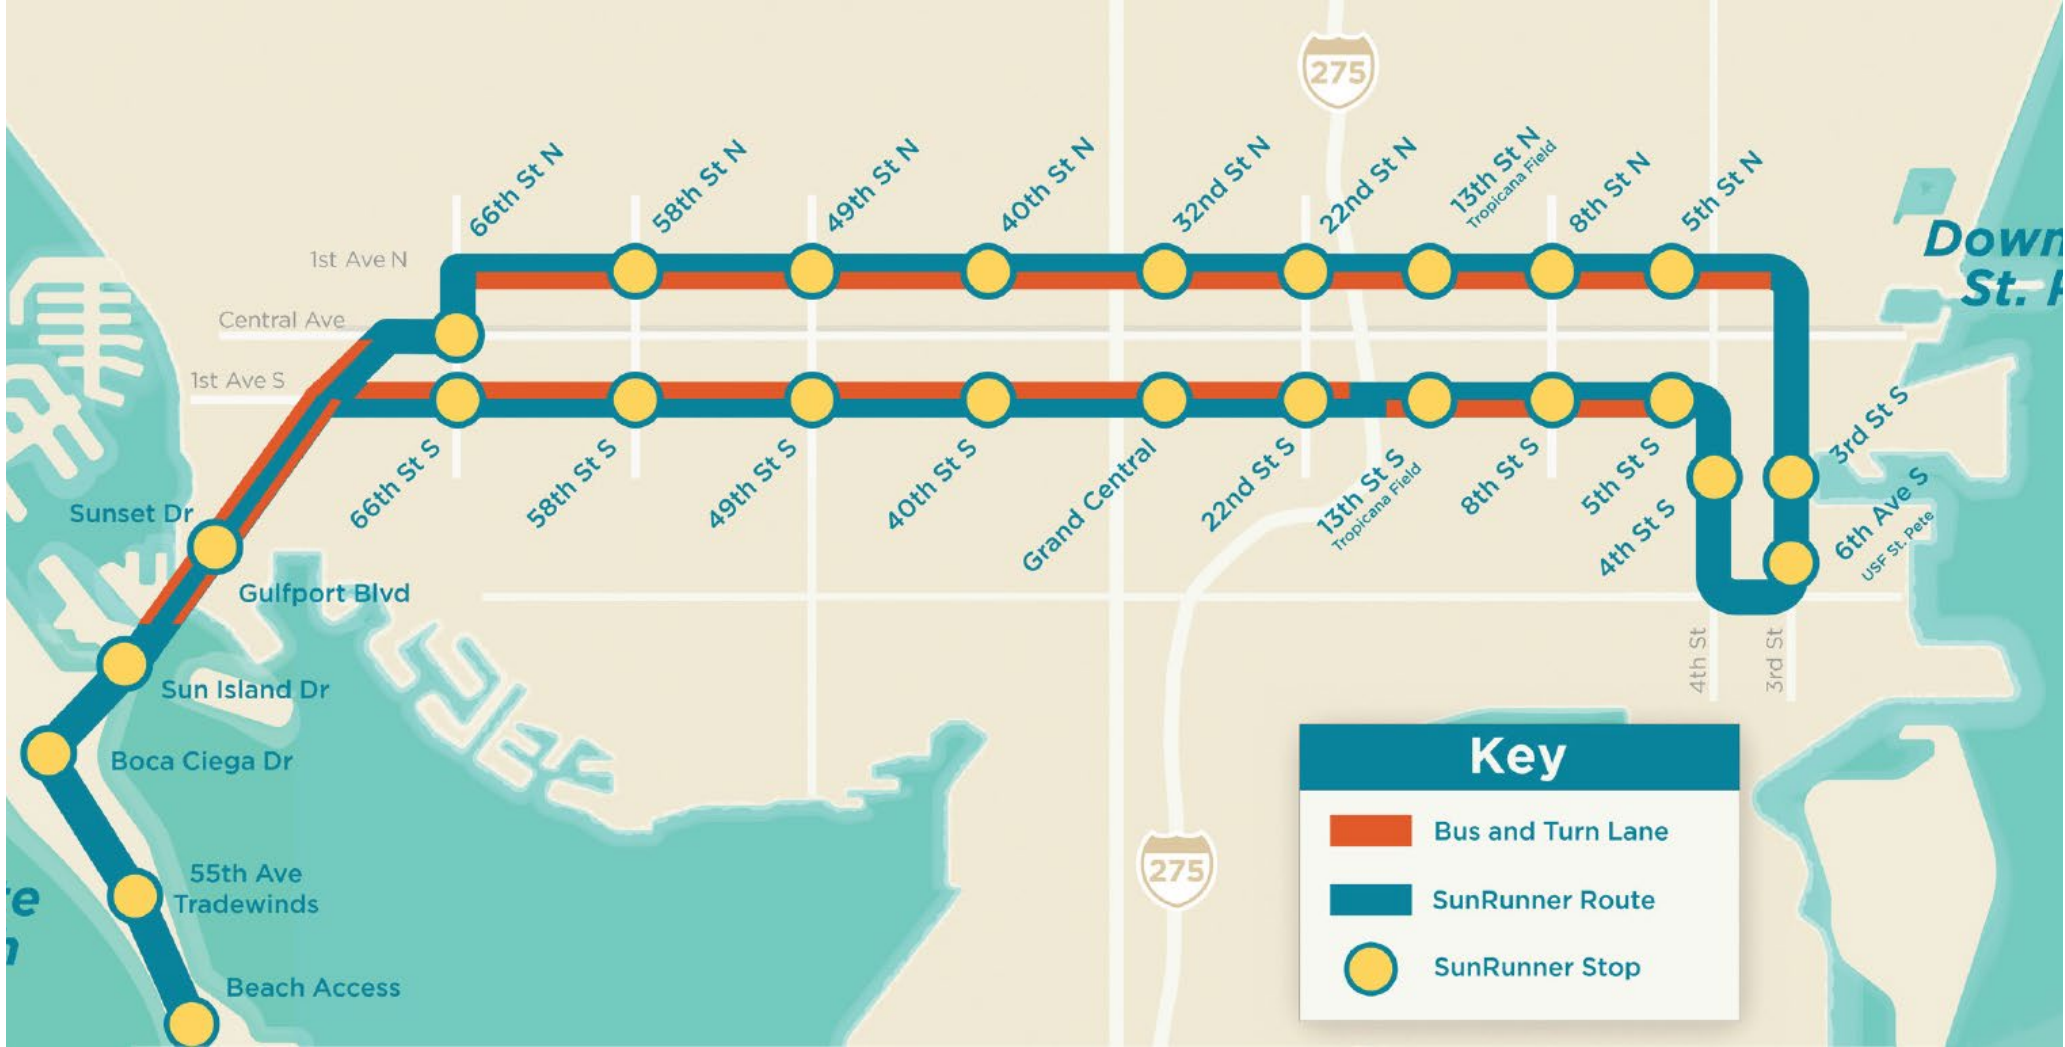 275
66th St N
58th St N
49th St N
40th St N
32nd St N
22nd St N
13th St N
Tropicana Field
8th St N
5th St N
Down
St. P
1st Ave N
Central Ave
1st Ave S
Sunset Dr
Gulfport Blvd
Sun Island Dr
Boca Ciega Dr
55th Ave
Tradewinds
Beach Access
66th St S
58th St S
49th St S
40th St S
Grand Central
22nd St S
13th St S
Tropicana Field
8th St S
5th St S
4th St S
3rd St S
6th Ave S
USF St. Pete
4th St
3rd St
275
Key
Bus and Turn Lane
SunRunner Route
SunRunner Stop